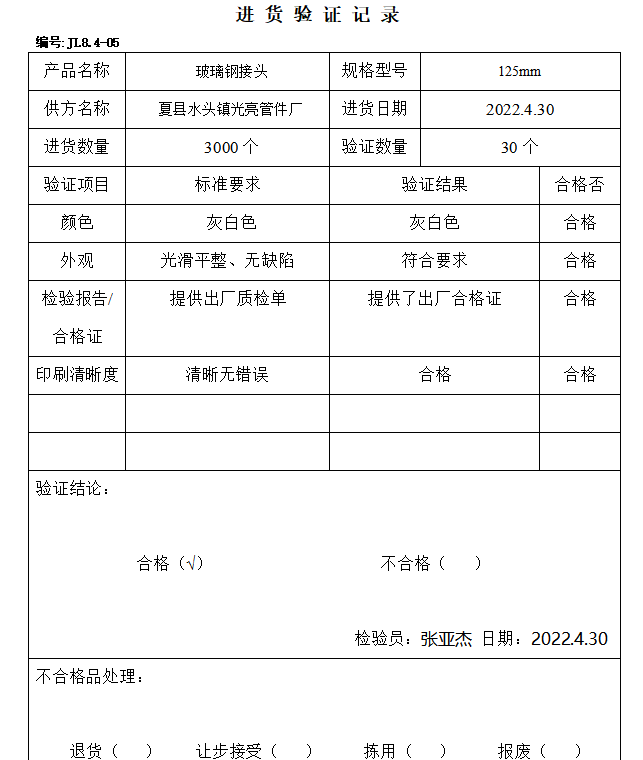 进货验证记录
编号: JL8.4-05
产品名称 玻璃钢接头 规格型号 125mm
供方名称 夏县水头镇光亮管件厂 进货日期 2022.4.30
进货数量 3000 个 验证数量 30 个
验证项目 标准要求 验证结果 合格否
颜色 灰白色 灰白色 合格
外观 光滑平整、无缺陷 符合要求 合格
检验报告/ 提供出厂质检单 提供了出厂合格证 合格
合格证
印刷清晰度 清晰无错误 合格 合格
验证结论：
合格（√） 不合格（ ）
检验员：张亚杰 日期：2022.4.30
不合格品处理：
退货（ ） 让步接受（ ） 拣用（ ） 报废（ ）